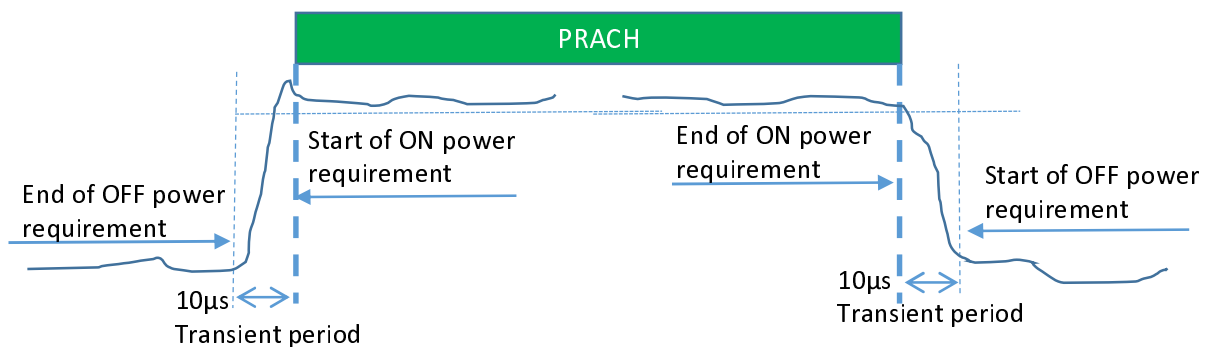 PRACH
Start of ON power
requirement
End of ON power
requirement
End of OFF power
requirement
Start of OFF power
requirement
10µs
Transient period
10µs
Transient period